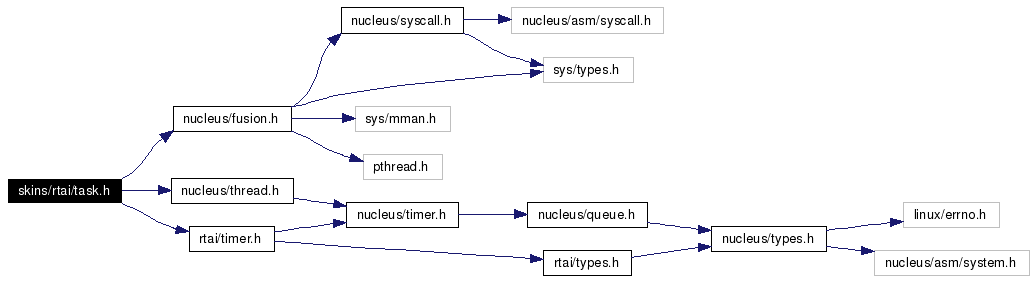 nucleus/syscall.h
nucleus/asm/syscall.h
sys/types.h
nucleus/fusion.h
sys/mman.h
pthread.h
skins/rtai/task.h
nucleus/thread.h
nucleus/timer.h
nucleus/queue.h
linux/errno.h
rtai/timer.h
nucleus/types.h
rtai/types.h
nucleus/asm/system.h